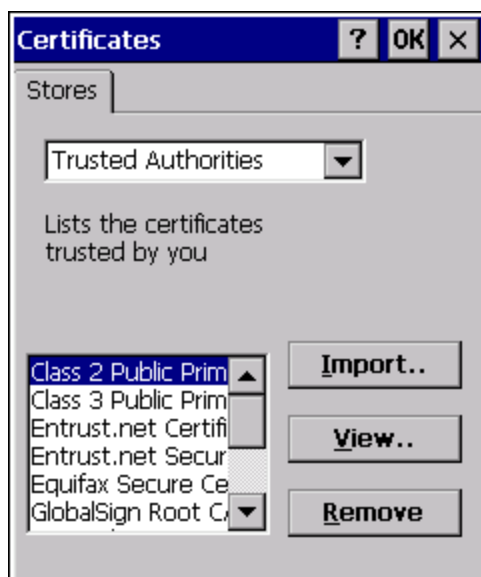 Certificates ? OK ×
Stores
Trusted Authorities
Lists the certificates
trusted by you
Class 2 Public Prim
Class 3 Public Prim
Entrust.net Certifi
Entrust.net Secur
Equifax Secure Ce
GlobalSign Root CA
Import..
View..
Remove